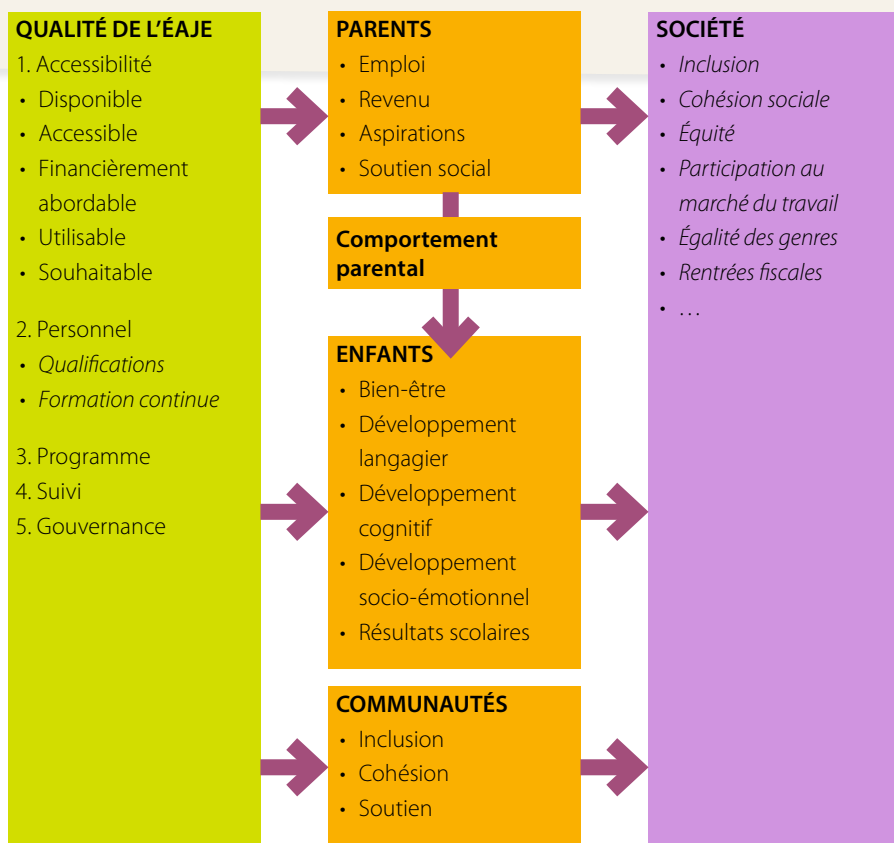 QUALITÉ DE L'ÉAJE
1. Accessibilité
• Disponible
• Accessible
• Financièrement
abordable
• Utilisable
• Souhaitable
2. Personnel
• Qualifications
• Formation continue
3. Programme
4. Suivi
5. Gouvernance
PARENTS
• Emploi
• Revenu
• Aspirations
• Soutien social
Comportement
parental
ENFANTS
• Bien-être
• Développement
langagier
• Développement
cognitif
• Développement
socio-émotionnel
• Résultats scolaires
COMMUNAUTÉS
• Inclusion
• Cohésion
• Soutien
SOCIÉTÉ
• Inclusion
• Cohésion sociale
• Équité
• Participation au
marché du travail
• Égalité des genres
• Rentrées fiscales
• …